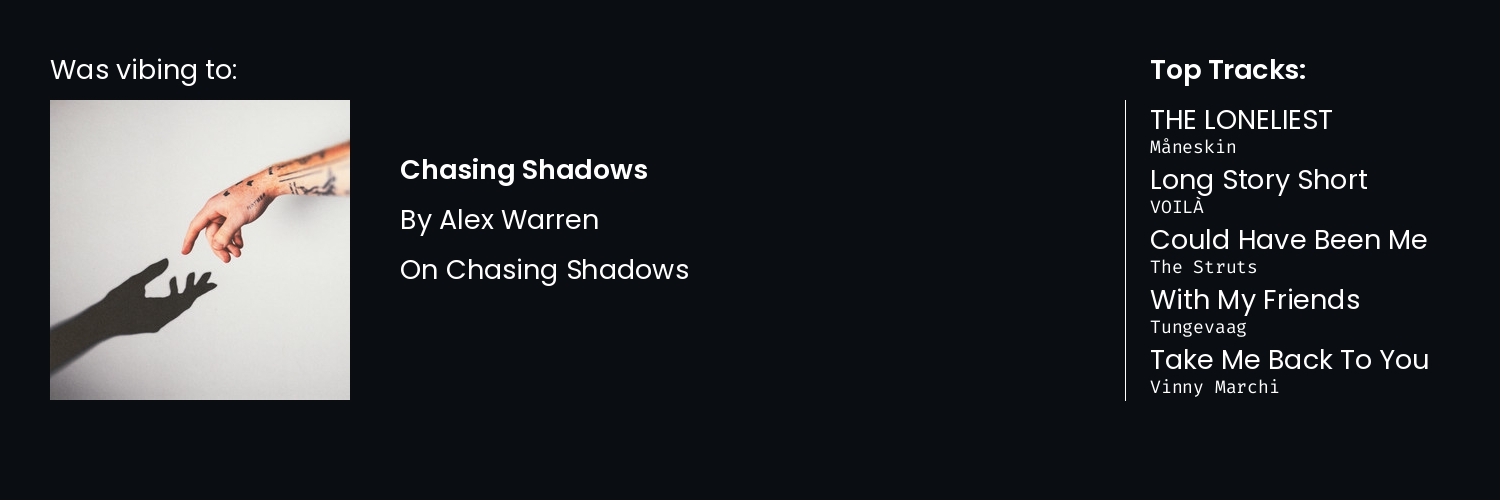 Was vibing to:
Chasing Shadows
By Alex Warren
On Chasing Shadows
Top Tracks:
THE LONELIEST
Måneskin
Long Story Short
VOILÀ
Could Have Been Me
The Struts
With My Friends
Tungevaag
Take Me Back To You
Vinny Marchi